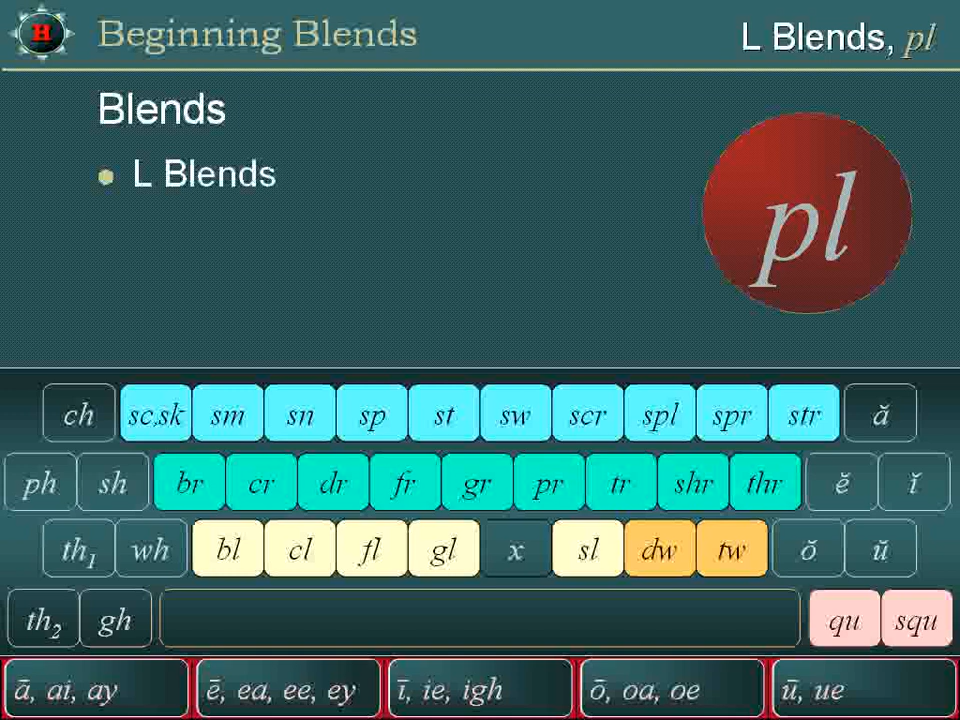 H Beginning Blends L Blends, pl
Blends
L Blends
pl
ch sc,sk sm sn sp st sw scr spl spr str ă
ph sh br cr dr fr gr pr tr shr thr ĕ ĭ
th1 wh bl cl fl gl x sl dw tw ŏ ŭ
th2 gh qu squ
ā, ai, ay ē, ea, ee, ey ī, ie, igh ō, oa, oe ū, ue